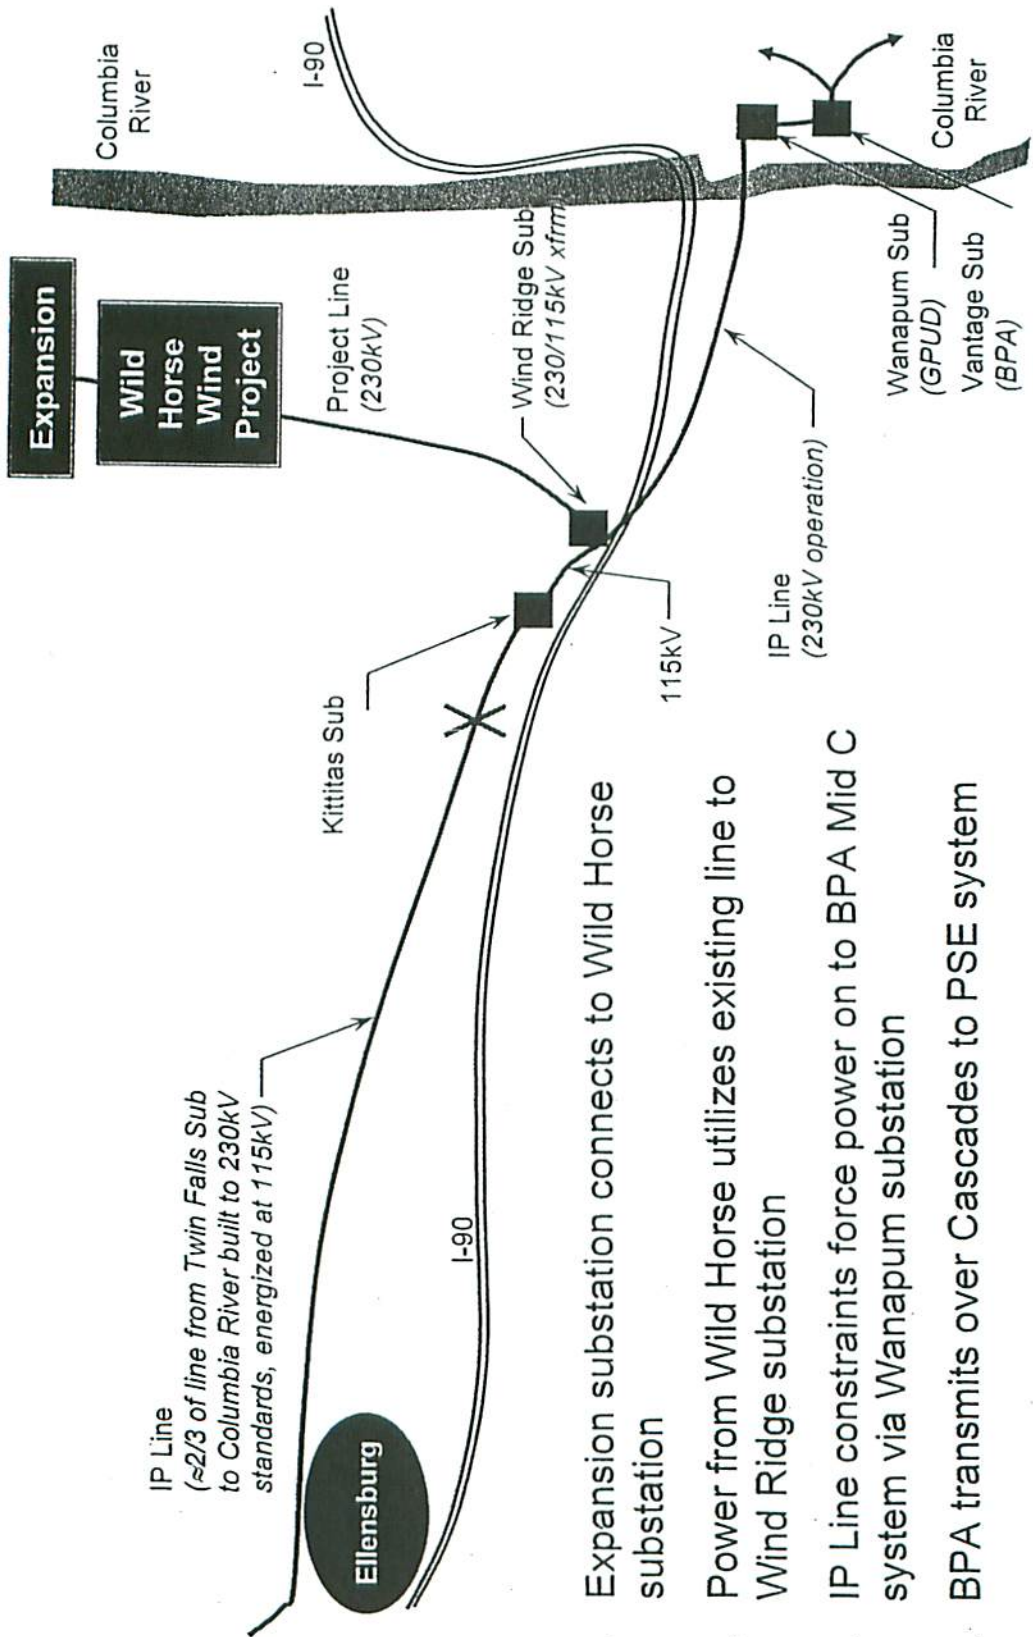 Expansion
Wild
Horse
Wind
Project
Columbia
River
I-90
Project Line
(230kV)
Wind Ridge Sub
(230/115kV xfrm
Kittitas Sub
IP Line
(≈2/3 of line from Twin Falls Sub
to Columbia River built to 230kV
standards, energized at 115kV)
Ellensburg
I-90
115kV
IP Line
(230kV operation)
Wanapum Sub
(GPUD)
Vantage Sub
(BPA)
Columbia
River
Expansion substation connects to Wild Horse
substation
Power from Wild Horse utilizes existing line to
Wind Ridge substation
IP Line constraints force power on to BPA Mid C
system via Wanapum substation
BPA transmits over Cascades to PSE system